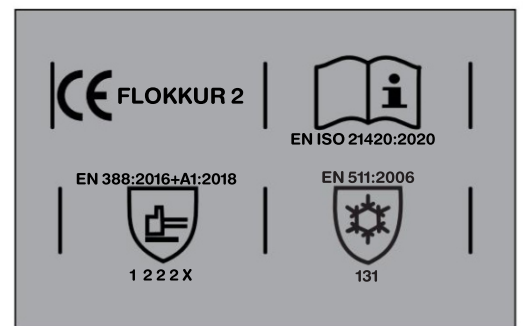 CE FLOKKUR 2
i
EN ISO 21420:2020
EN 388:2016+A1:2018
1 2 2 2 X
EN 511:2006
131